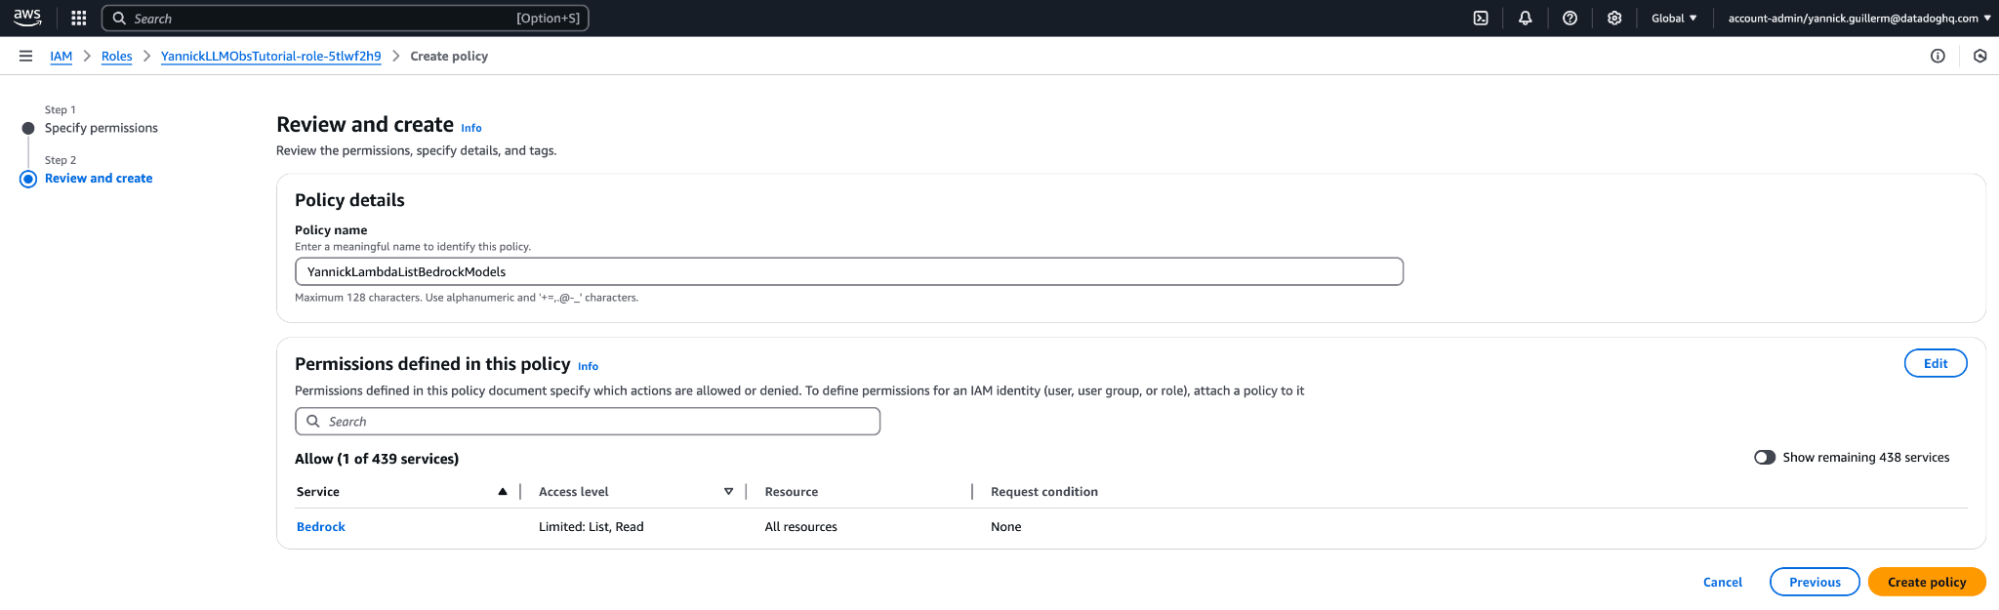 aws
Search [Option+S] Global account-admin/yannick.guillerm@datadoghq.com
IAM > Roles > YannickLLMObsTutorial-role-5tlwf2h9 > Create policy
Step 1
Specify permissions
Step 2
Review and create
Review and create Info
Review the permissions, specify details, and tags.
Policy details
Policy name
Enter a meaningful name to identify this policy.
YannickLambdaListBedrockModels
Maximum 128 characters. Use alphanumeric and '+=,.@-_' characters.
Permissions defined in this policy Info
Edit
Permissions defined in this policy document specify which actions are allowed or denied. To define permissions for an IAM identity (user, user group, or role), attach a policy to it
Search
Allow (1 of 439 services)
Show remaining 438 services
Service Access level Resource Request condition
Bedrock Limited: List, Read All resources None
Cancel Previous Create policy